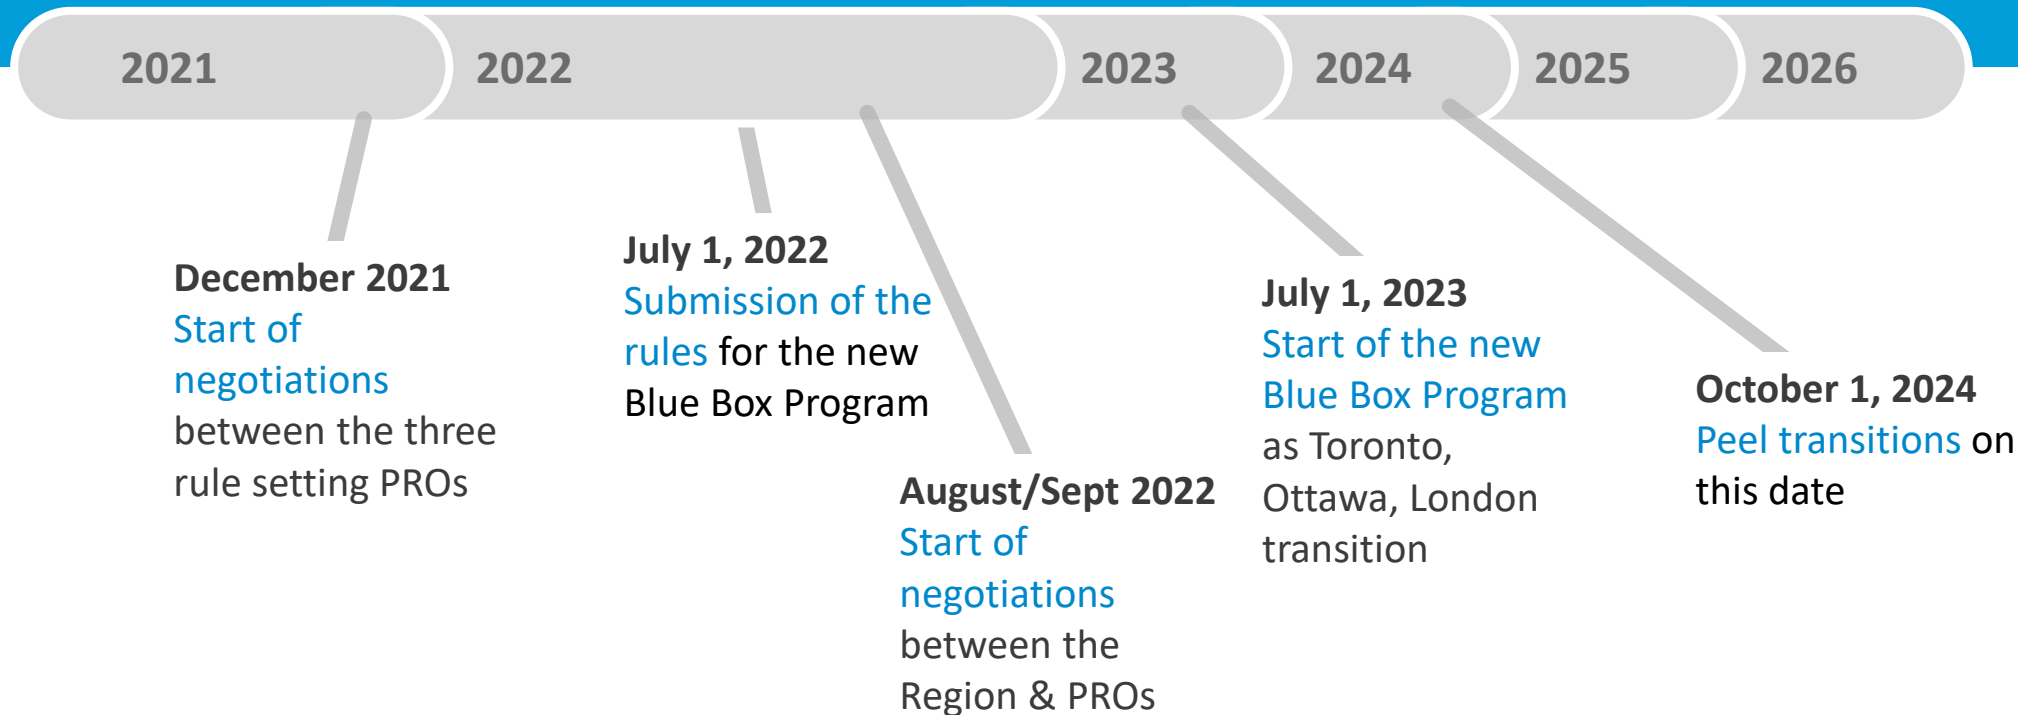 2021
2022
2023
2024
2025
2026
December 2021
Start of
negotiations
between the three
rule setting PROs
July 1, 2022
Submission of the
rules for the new
Blue Box Program
August/Sept 2022
Start of
negotiations
between the
Region & PROs
July 1, 2023
Start of the new
Blue Box Program
as Toronto,
Ottawa, London
transition
October 1, 2024
Peel transitions on
this date